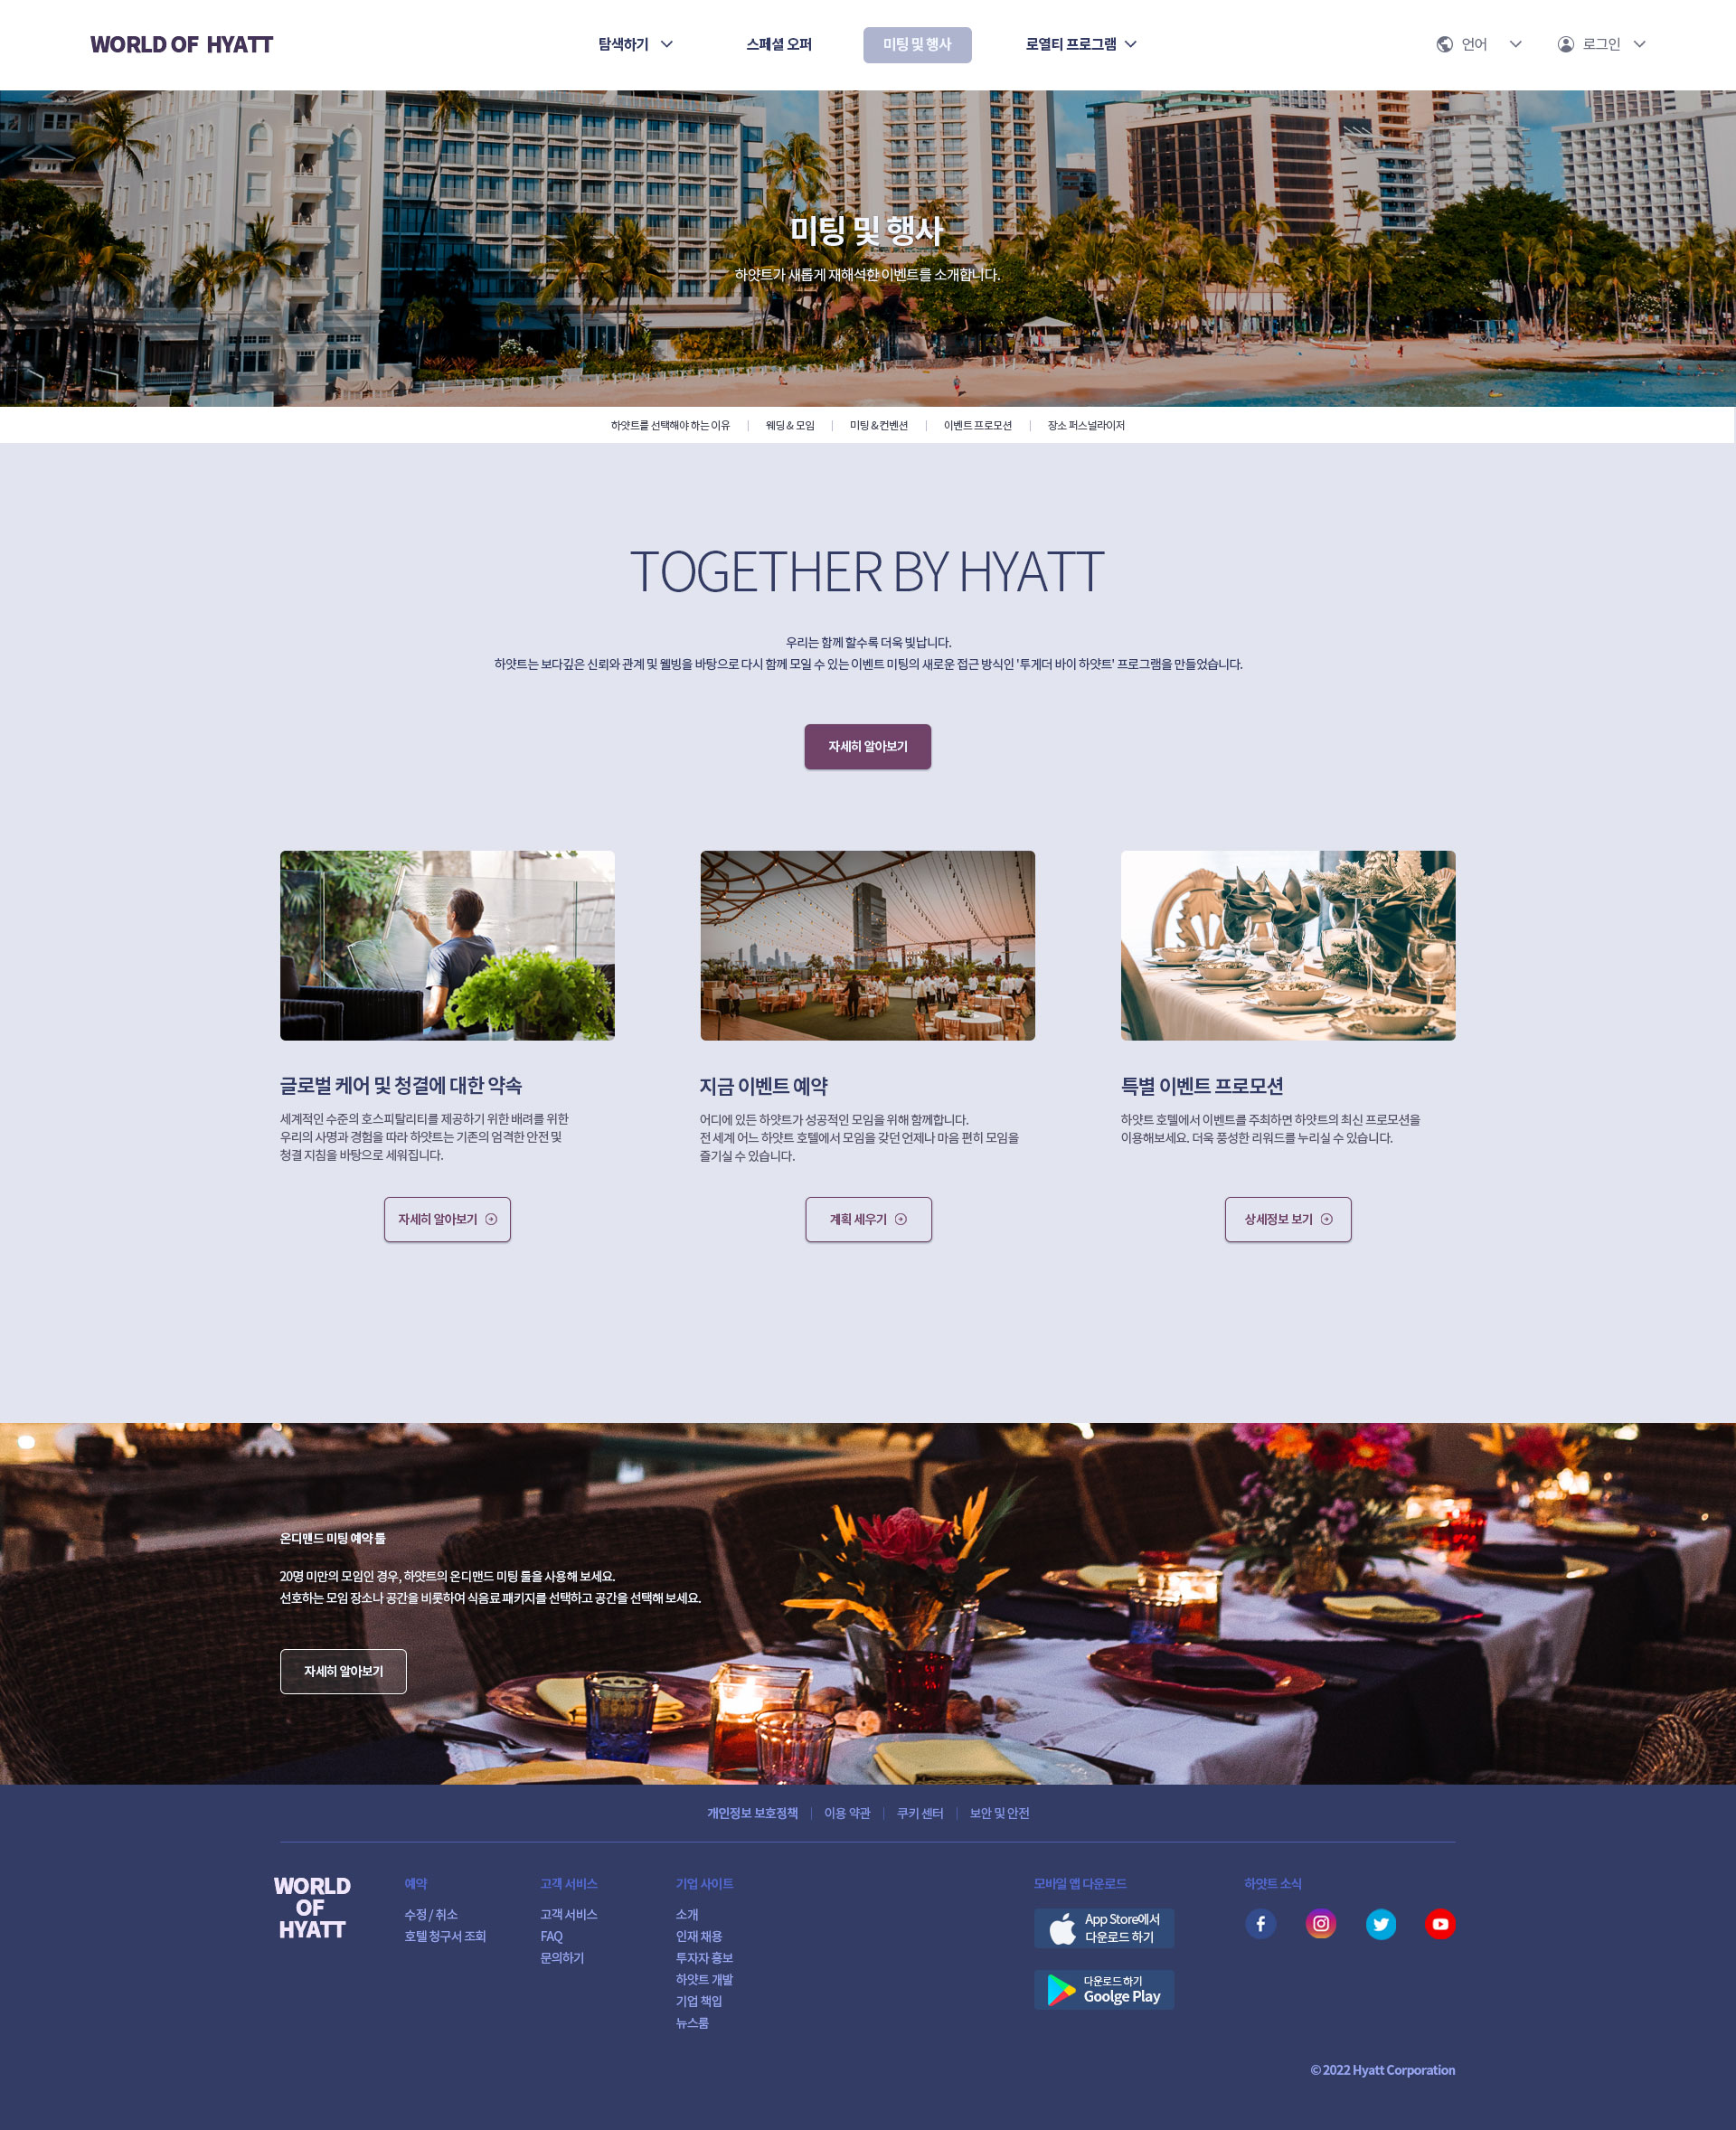 WORLD OF HYATT
탐색하기
스페셜 오퍼
미팅 및 행사
로열티 프로그램
언어
로그인
미팅 및 행사
하얏트가 새롭게 재해석한 이벤트를 소개합니다.
하얏트를 선택해야 하는 이유 | 웨딩 & 모임 | 미팅 & 컨벤션 | 이벤트 프로모션 | 장소 퍼스널라이저
TOGETHER BY HYATT
우리는 함께 할수록 더욱 빛납니다.
하얏트는 보다깊은 신뢰와 관계 및 웰빙을 바탕으로 다시 함께 모일 수 있는 이벤트 미팅의 새로운 접근 방식인 '투게더 바이 하얏트' 프로그램을 만들었습니다.
자세히 알아보기
글로벌 케어 및 청결에 대한 약속
세계적인 수준의 호스피탈리티를 제공하기 위한 배려를 위한
우리의 사명과 경험을 따라 하얏트는 기존의 엄격한 안전 및
청결 지침을 바탕으로 세워집니다.
자세히 알아보기
지금 이벤트 예약
어디에 있든 하얏트가 성공적인 모임을 위해 함께합니다.
전 세계 어느 하얏트 호텔에서 모임을 갖던 언제나 마음 편히 모임을
즐기실 수 있습니다.
계획 세우기
특별 이벤트 프로모션
하얏트 호텔에서 이벤트를 주최하면 하얏트의 최신 프로모션을
이용해보세요. 더욱 풍성한 리워드를 누리실 수 있습니다.
상세정보 보기
온디맨드 미팅 예약 툴
20명 미만의 모임인 경우, 하얏트의 온디맨드 미팅 툴을 사용해 보세요.
선호하는 모임 장소나 공간을 비롯하여 식음료 패키지를 선택하고 공간을 선택해 보세요.
자세히 알아보기
개인정보 보호정책 | 이용 약관 | 쿠키 센터 | 보안 및 안전
WORLD
OF
HYATT
예약
수정 / 취소
호텔 청구서 조회
고객 서비스
고객 서비스
FAQ
문의하기
기업 사이트
소개
인재 채용
투자자 홍보
하얏트 개발
기업 책임
뉴스룸
모바일 앱 다운로드
App Store에서
다운로드 하기
다운로드 하기
Goolge Play
하얏트 소식
© 2022 Hyatt Corporation